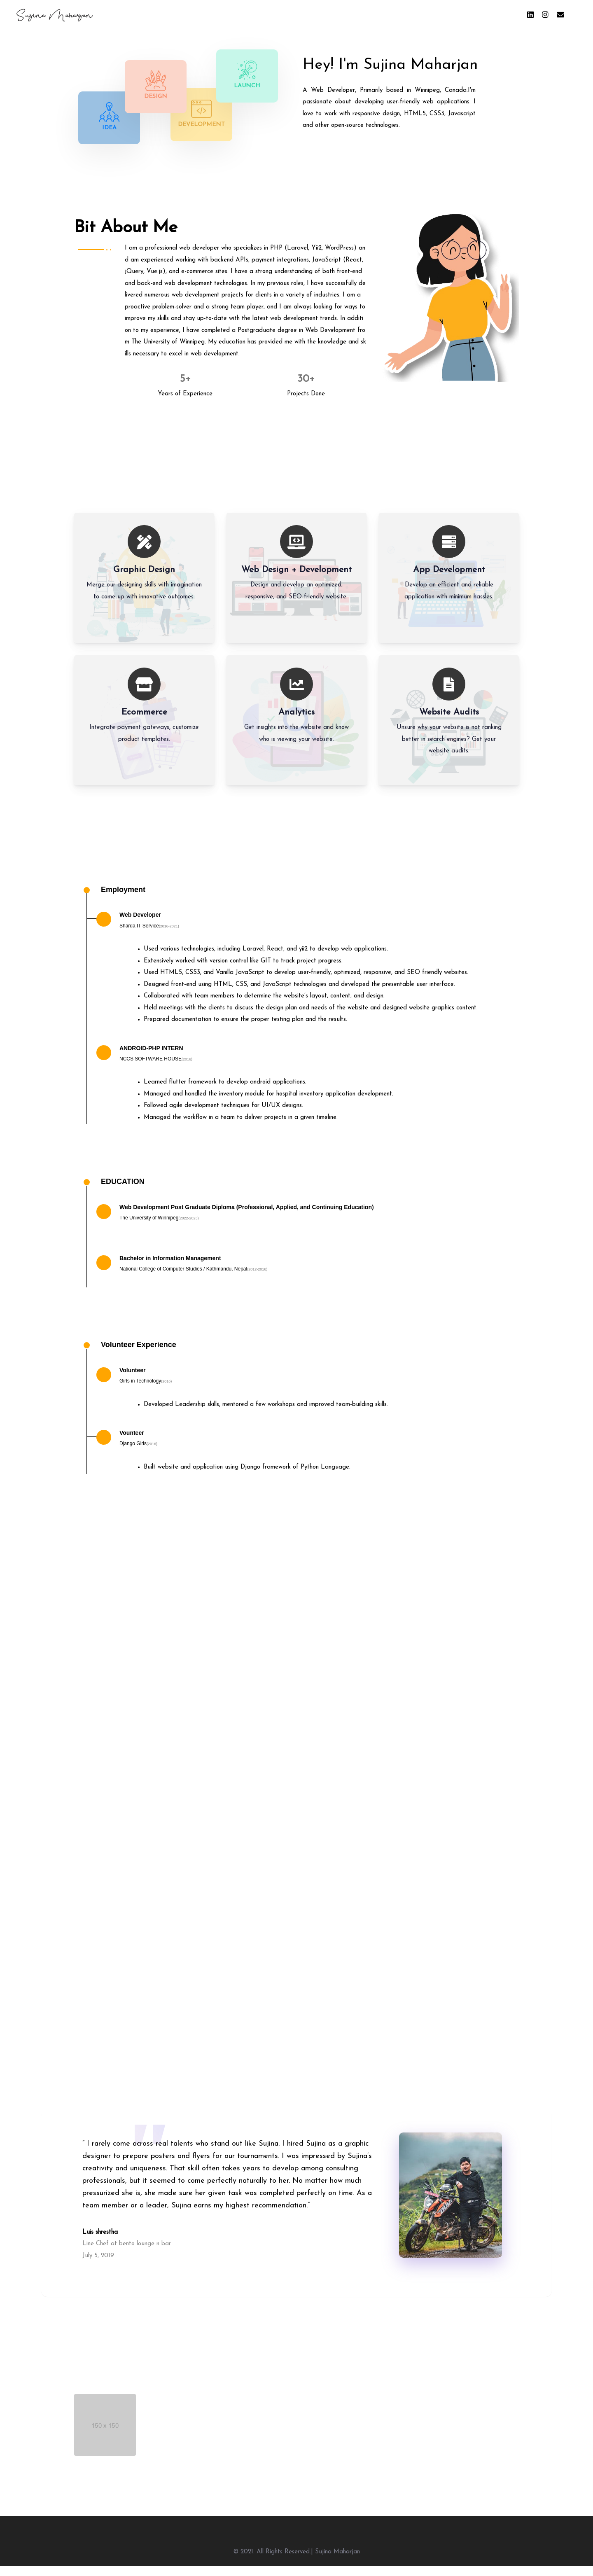 Sujina Maharjan
IDEA
DESIGN
DEVELOPMENT
LAUNCH
Hey! I'm Sujina Maharjan
A Web Developer, Primarily based in Winnipeg, Canada.I'm
passionate about developing user-friendly web applications. I
love to work with responsive design, HTML5, CSS3, Javascript
and other open-source technologies.
Bit About Me
I am a professional web developer who specializes in PHP (Laravel, Yii2, WordPress) an
d am experienced working with backend APIs, payment integrations, JavaScript (React,
jQuery, Vue.js), and e-commerce sites. I have a strong understanding of both front-end
and back-end web development technologies. In my previous roles, I have successfully de
livered numerous web development projects for clients in a variety of industries. I am a
proactive problem-solver and a strong team-player, and I am always looking for ways to
improve my skills and stay up-to-date with the latest web development trends. In additi
on to my experience, I have completed a Postgraduate degree in Web Development fro
m The University of Winnipeg. My education has provided me with the knowledge and sk
ills necessary to excel in web development.
5+
Years of Experience
30+
Projects Done
Graphic Design
Merge our designing skills with imagination
to come up with innovative outcomes.
Web Design + Development
Design and develop an optimized,
responsive, and SEO-friendly website.
App Development
Develop an efficient and reliable
application with minimum hassles.
Ecommerce
Integrate payment gateways, customize
product templates.
Analytics
Get insights into the website and know
who is viewing your website.
Website Audits
Unsure why your website is not ranking
better in search engines? Get your
website audits.
Employment
Web Developer
Sharda IT Service
Used various technologies, including Laravel, React, and yii2 to develop web applications.
Extensively worked with version control like GIT to track project progress.
Used HTML5, CSS3, and Vanilla JavaScript to develop user-friendly, optimized, responsive, and SEO friendly websites.
Designed front-end using HTML, CSS, and JavaScript technologies and developed the presentable user interface.
Collaborated with team members to determine the website's layout, content, and design.
Held meetings with the clients to discuss the design plan and needs of the website and designed website graphics content.
Prepared documentation to ensure the proper testing plan and the results.
ANDROID-PHP INTERN
NCCS SOFTWARE HOUSE
Learned flutter framework to develop android applications.
Managed and handled the inventory module for hospital inventory application development.
Followed agile development techniques for UI/UX designs.
Managed the workflow in a team to deliver projects in a given timeline.
EDUCATION
Web Development Post Graduate Diploma (Professional, Applied, and Continuing Education)
The University of Winnipeg
Bachelor in Information Management
National College of Computer Studies / Kathmandu, Nepal
Volunteer Experience
Volunteer
Girls in Technology
Developed Leadership skills, mentored a few workshops and improved team-building skills.
Vounteer
Django Girls
Built website and application using Django framework of Python Language.
" I rarely come across real talents who stand out like Sujina. I hired Sujina as a graphic
designer to prepare posters and flyers for our tournaments. I was impressed by Sujina's
creativity and uniqueness. That skill often takes years to develop among consulting
professionals, but it seemed to come perfectly naturally to her. No matter how much
pressurized she is, she made sure her given task was completed perfectly on time. As a
team member or a leader, Sujina earns my highest recommendation."
Luis shrestha
Line Chef at bento lounge n bar
July 5, 2019
150 x 150
© 2021. All Rights Reserved.| Sujina Maharjan